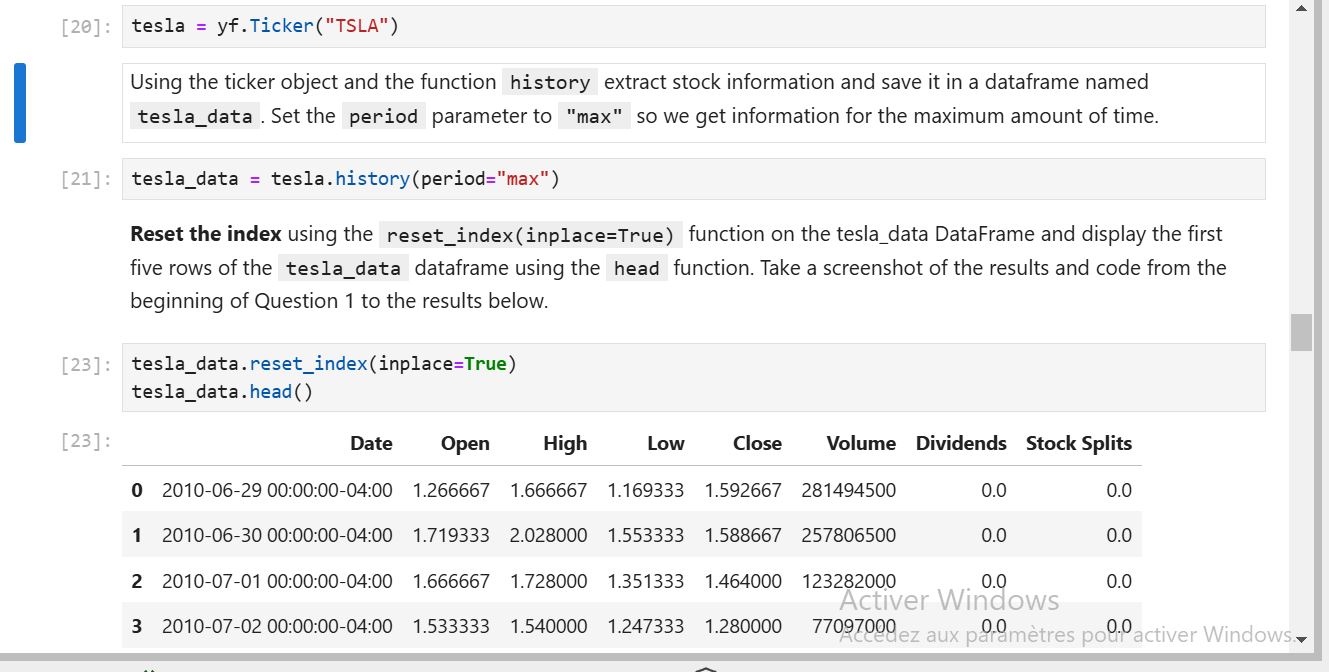 [20]: tesla = yf.Ticker("TSLA")
Using the ticker object and the function history extract stock information and save it in a dataframe named
tesla_data . Set the period parameter to "max" so we get information for the maximum amount of time.
[21]: tesla_data = tesla.history(period="max")
Reset the index using the reset_index(inplace=True) function on the tesla_data DataFrame and display the first
five rows of the tesla_data dataframe using the head function. Take a screenshot of the results and code from the
beginning of Question 1 to the results below.
[23]: tesla_data.reset_index(inplace=True)
tesla_data.head()
[23]: Date Open High Low Close Volume Dividends Stock Splits
0 2010-06-29 00:00:00-04:00 1.266667 1.666667 1.169333 1.592667 281494500 0.0 0.0
1 2010-06-30 00:00:00-04:00 1.719333 2.028000 1.553333 1.588667 257806500 0.0 0.0
2 2010-07-01 00:00:00-04:00 1.666667 1.728000 1.351333 1.464000 123282000 0.0 0.0
Activer Windows
3 2010-07-02 00:00:00-04:00 1.533333 1.540000 1.247333 1.280000 77097000 0.0 0.0
Accédez aux paramètres pour activer Windows.